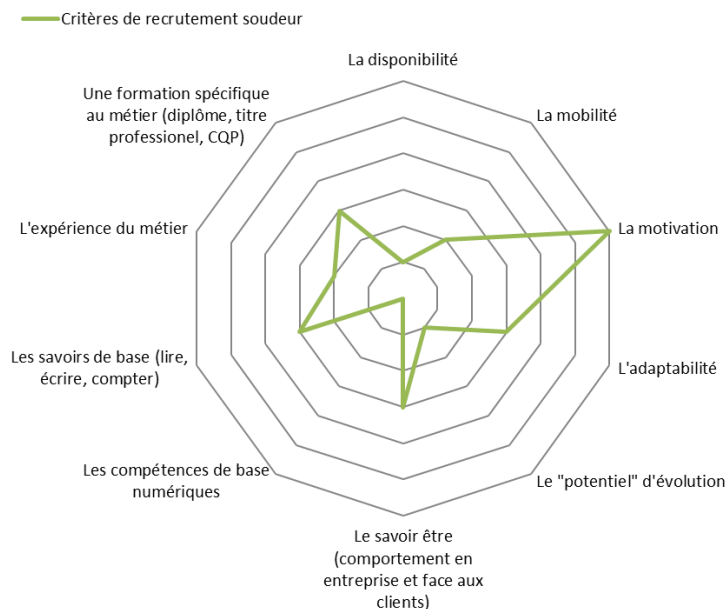 Critères de recrutement soudeur
La disponibilité
La mobilité
La motivation
L'adaptabilité
Le "potentiel" d'évolution
Le savoir être
(comportement en
entreprise et face aux
clients)
Les compétences de base
numériques
Les savoirs de base (lire,
écrire, compter)
L'expérience du métier
Une formation spécifique
au métier (diplôme, titre
professionel, CQP)